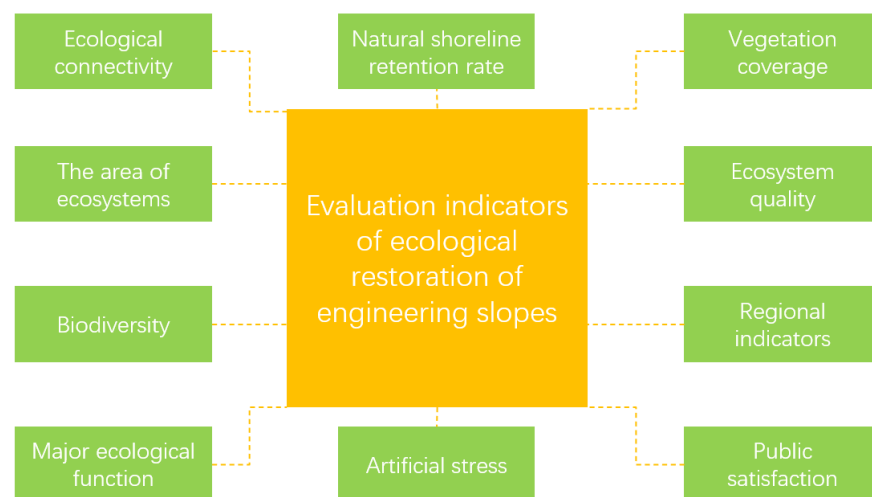 Ecological
connectivity
Natural shoreline
retention rate
Vegetation
coverage
The area of
ecosystems
Evaluation indicators
of ecological
restoration of
engineering slopes
Ecosystem
quality
Biodiversity
Regional
indicators
Major ecological
function
Artificial stress
Public
satisfaction